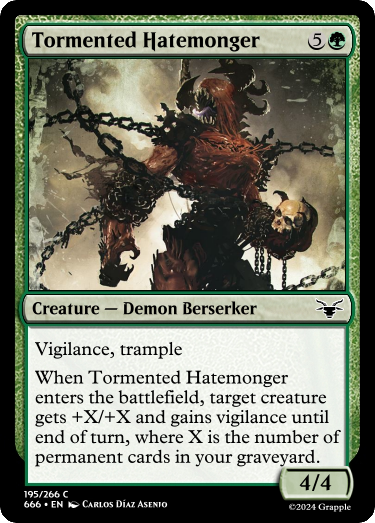 Tormented Hatemonger 5
Creature — Demon Berserker
Vigilance, trample
When Tormented Hatemonger
enters the battlefield, target creature
gets +X/+X and gains vigilance until
end of turn, where X is the number of
permanent cards in your graveyard.
4/4
195/266 C
666 • EN Carlos Díaz Asenjo
©2024 Grapple